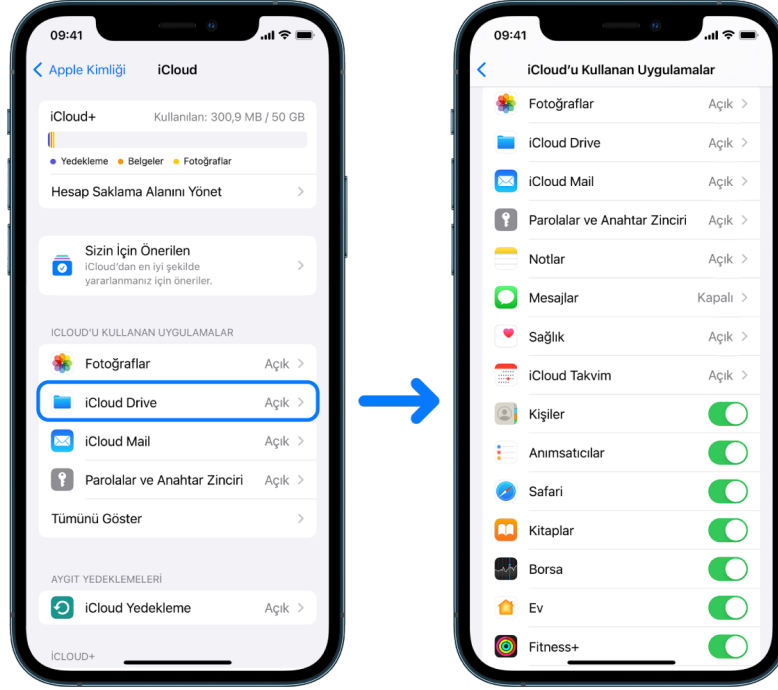 09:41
Apple Kimliği
iCloud
iCloud+
Kullanılan: 300,9 MB / 50 GB
Yedekleme
Belgeler
Fotoğraflar
Hesap Saklama Alanını Yönet
Sizin İçin Önerilen
iCloud'dan en iyi şekilde
yararlanmanız için öneriler.
ICLOUD'U KULLANAN UYGULAMALAR
Fotoğraflar
Açık
iCloud Drive
Açık
iCloud Mail
Açık
Parolalar ve Anahtar Zinciri
Açık
Tümünü Göster
AYGIT YEDEKLEMELERİ
iCloud Yedekleme
Açık
İCLOUD+
09:41
iCloud'u Kullanan Uygulamalar
Fotoğraflar
Açık
iCloud Drive
Açık
iCloud Mail
Açık
Parolalar ve Anahtar Zinciri
Açık
Notlar
Açık
Mesajlar
Kapalı
Sağlık
Açık
iCloud Takvim
Açık
Kişiler
Anımsatıcılar
Safari
Kitaplar
Borsa
Ev
Fitness+